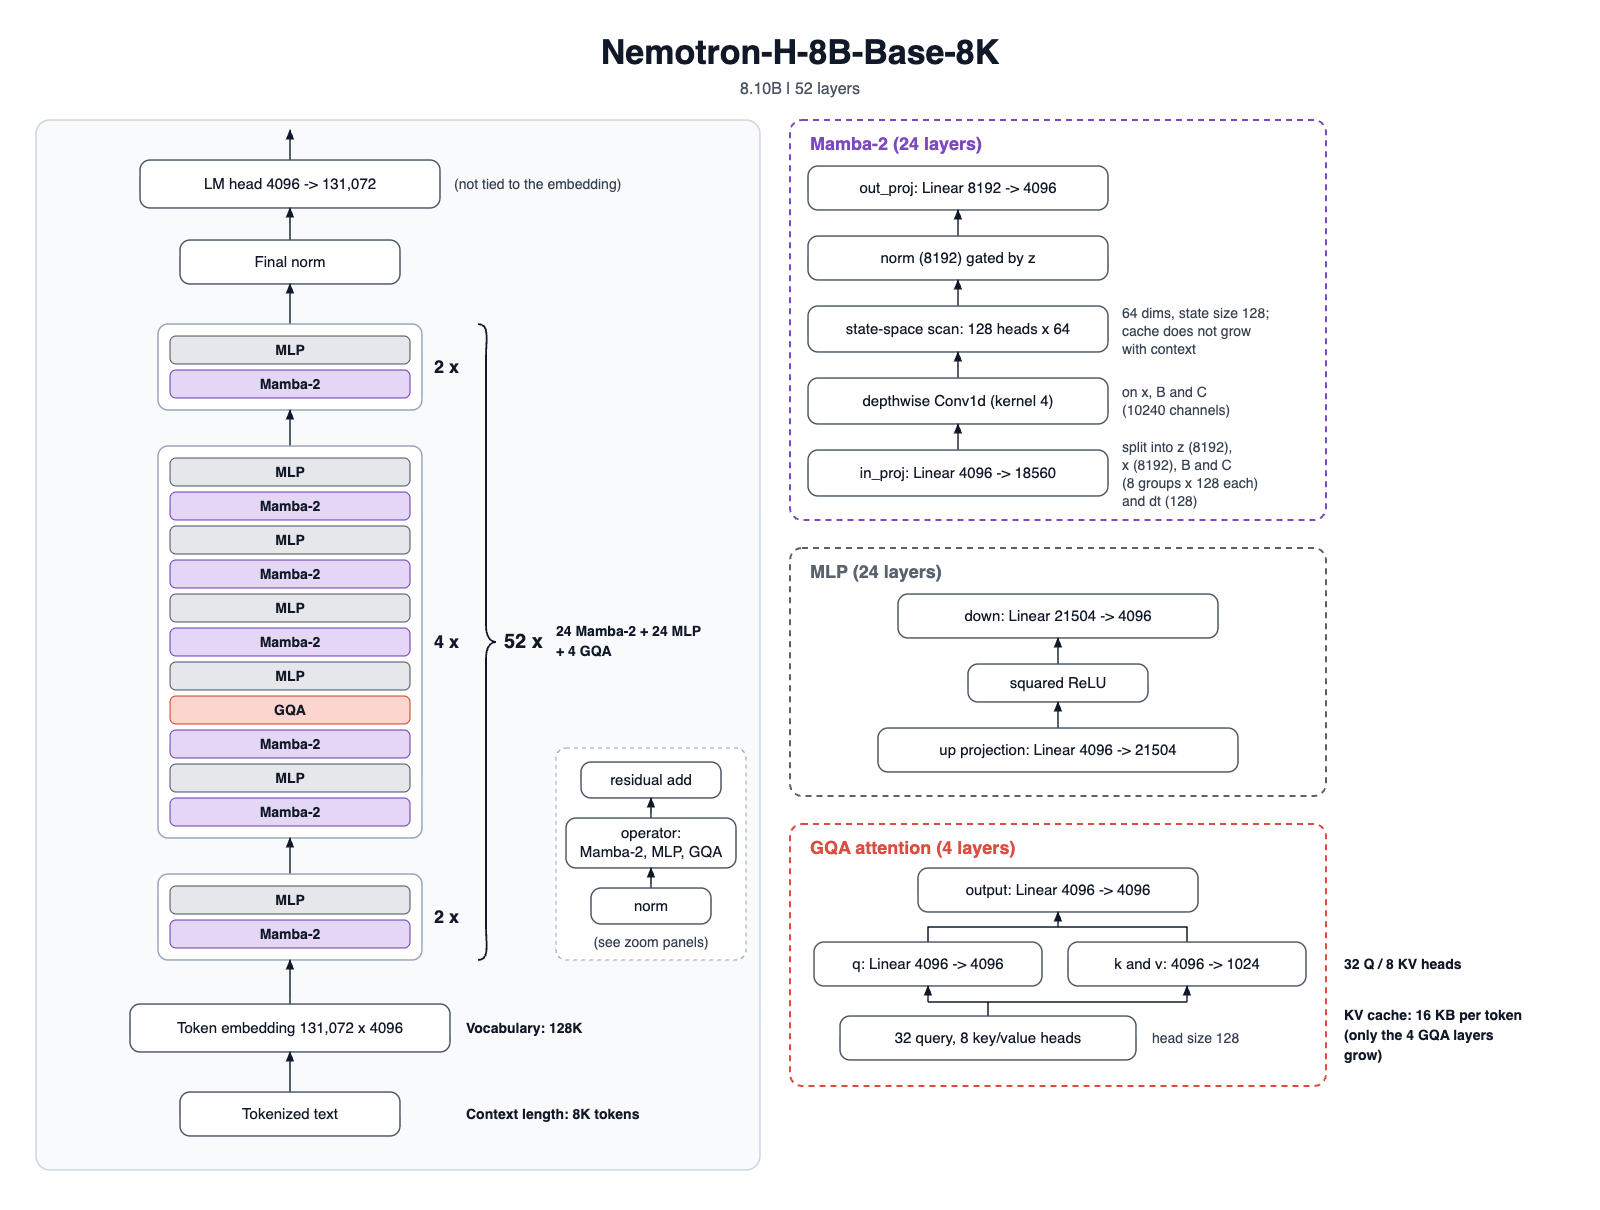 Nemotron-H-8B-Base-8K
8.10B | 52 layers
LM head 4096 -> 131,072
(not tied to the embedding)
Final norm
MLP
Mamba-2
2 x
MLP
Mamba-2
MLP
Mamba-2
MLP
Mamba-2
MLP
GQA
Mamba-2
MLP
Mamba-2
4 x
52 x
24 Mamba-2 + 24 MLP
+ 4 GQA
MLP
Mamba-2
2 x
residual add
operator:
Mamba-2, MLP, GQA
norm
(see zoom panels)
Token embedding 131,072 x 4096
Vocabulary: 128K
Tokenized text
Context length: 8K tokens
Mamba-2 (24 layers)
out_proj: Linear 8192 -> 4096
norm (8192) gated by z
state-space scan: 128 heads x 64
64 dims, state size 128;
cache does not grow
with context
depthwise Conv1d (kernel 4)
on x, B and C
(10240 channels)
in_proj: Linear 4096 -> 18560
split into z (8192),
x (8192), B and C
(8 groups x 128 each)
and dt (128)
MLP (24 layers)
down: Linear 21504 -> 4096
squared ReLU
up projection: Linear 4096 -> 21504
GQA attention (4 layers)
output: Linear 4096 -> 4096
q: Linear 4096 -> 4096
k and v: 4096 -> 1024
32 query, 8 key/value heads
head size 128
32 Q / 8 KV heads
KV cache: 16 KB per token
(only the 4 GQA layers
grow)